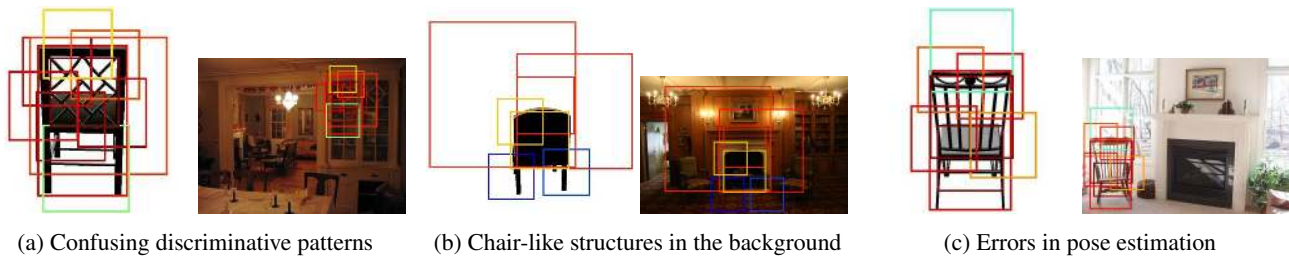 (a) Confusing discriminative patterns
(b) Chair-like structures in the background
(c) Errors in pose estimation